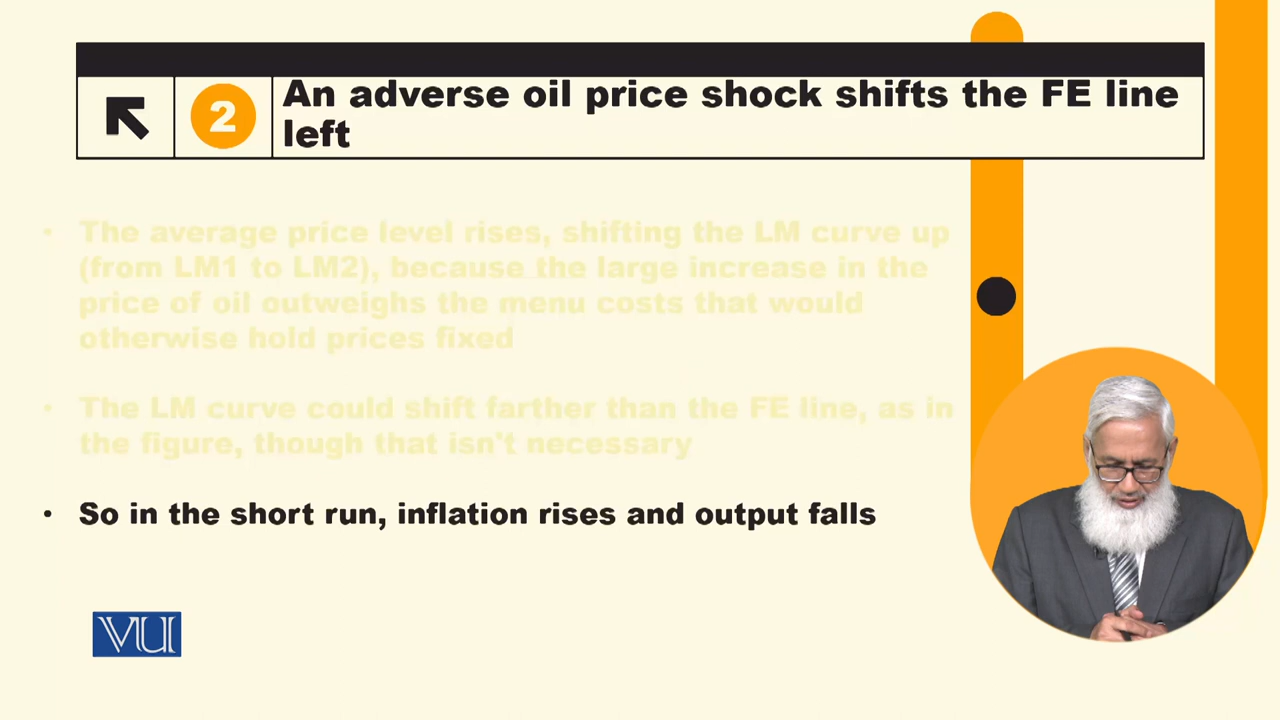 2
An adverse oil price shock shifts the FE line
left
• The average price level rises, shifting the LM curve up
(from LM1 to LM2), because the large increase in the
price of oil outweighs the menu costs that would
otherwise hold prices fixed
• The LM curve could shift farther than the FE line, as in
the figure, though that isn't necessary
• So in the short run, inflation rises and output falls
VU